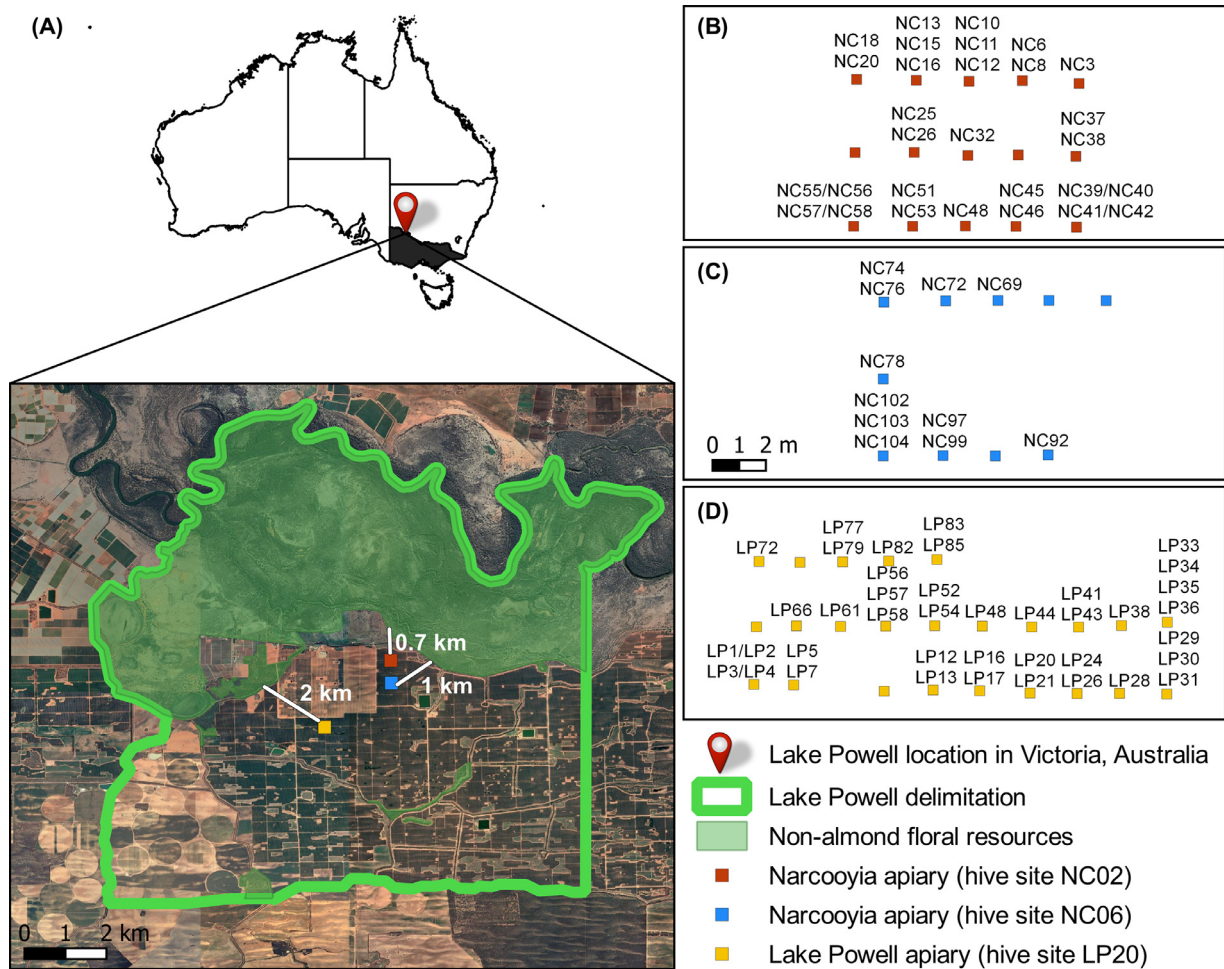 (A)
0.7 km
1 km
2 km
0 1 2 km
(B)
NC13 NC10
NC18 NC15 NC11 NC6
NC20 NC16 NC12 NC8 NC3
NC25 NC37
NC26 NC32 NC38
NC55/NC56 NC51 NC45 NC39/NC40
NC57/NC58 NC53 NC48 NC46 NC41/NC42
(C)
NC74
NC76 NC72 NC69
NC78
NC102
NC103 NC97
NC104 NC99 NC92
0 1 2 m
(D)
LP77 LP83
LP72 LP79 LP82 LP85 LP33
LP34
LP56
LP57 LP52 LP41 LP35
LP66 LP61 LP58 LP54 LP48 LP44 LP43 LP38 LP36
LP29
LP1/LP2 LP5 LP12 LP16 LP20 LP24 LP30
LP3/LP4 LP7 LP13 LP17 LP21 LP26 LP28 LP31
Lake Powell location in Victoria, Australia
Lake Powell delimitation
Non-almond floral resources
Narcooyia apiary (hive site NC02)
Narcooyia apiary (hive site NC06)
Lake Powell apiary (hive site LP20)